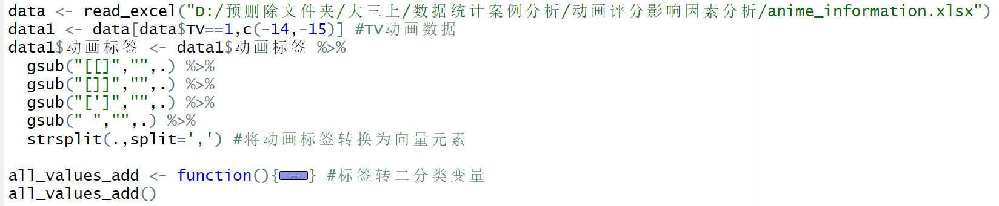 data <- read_excel("D:/预删除文件夹/大三上/数据统计案例分析/动画评分影响因素分析/anime_information.xlsx")
data1 <- data[data$TV==1,c(-14,-15)] #TV动画数据
data1$动画标签 <- data1$动画标签 %>%
  gsub("[[]","",.) %>%
  gsub("[]]","",.) %>%
  gsub("[']","",.) %>%
  gsub(" ","",.) %>%
  strsplit(.,split=',') #将动画标签转换为向量元素
all_values_add <- function(){} #标签转二分类变量
all_values_add()